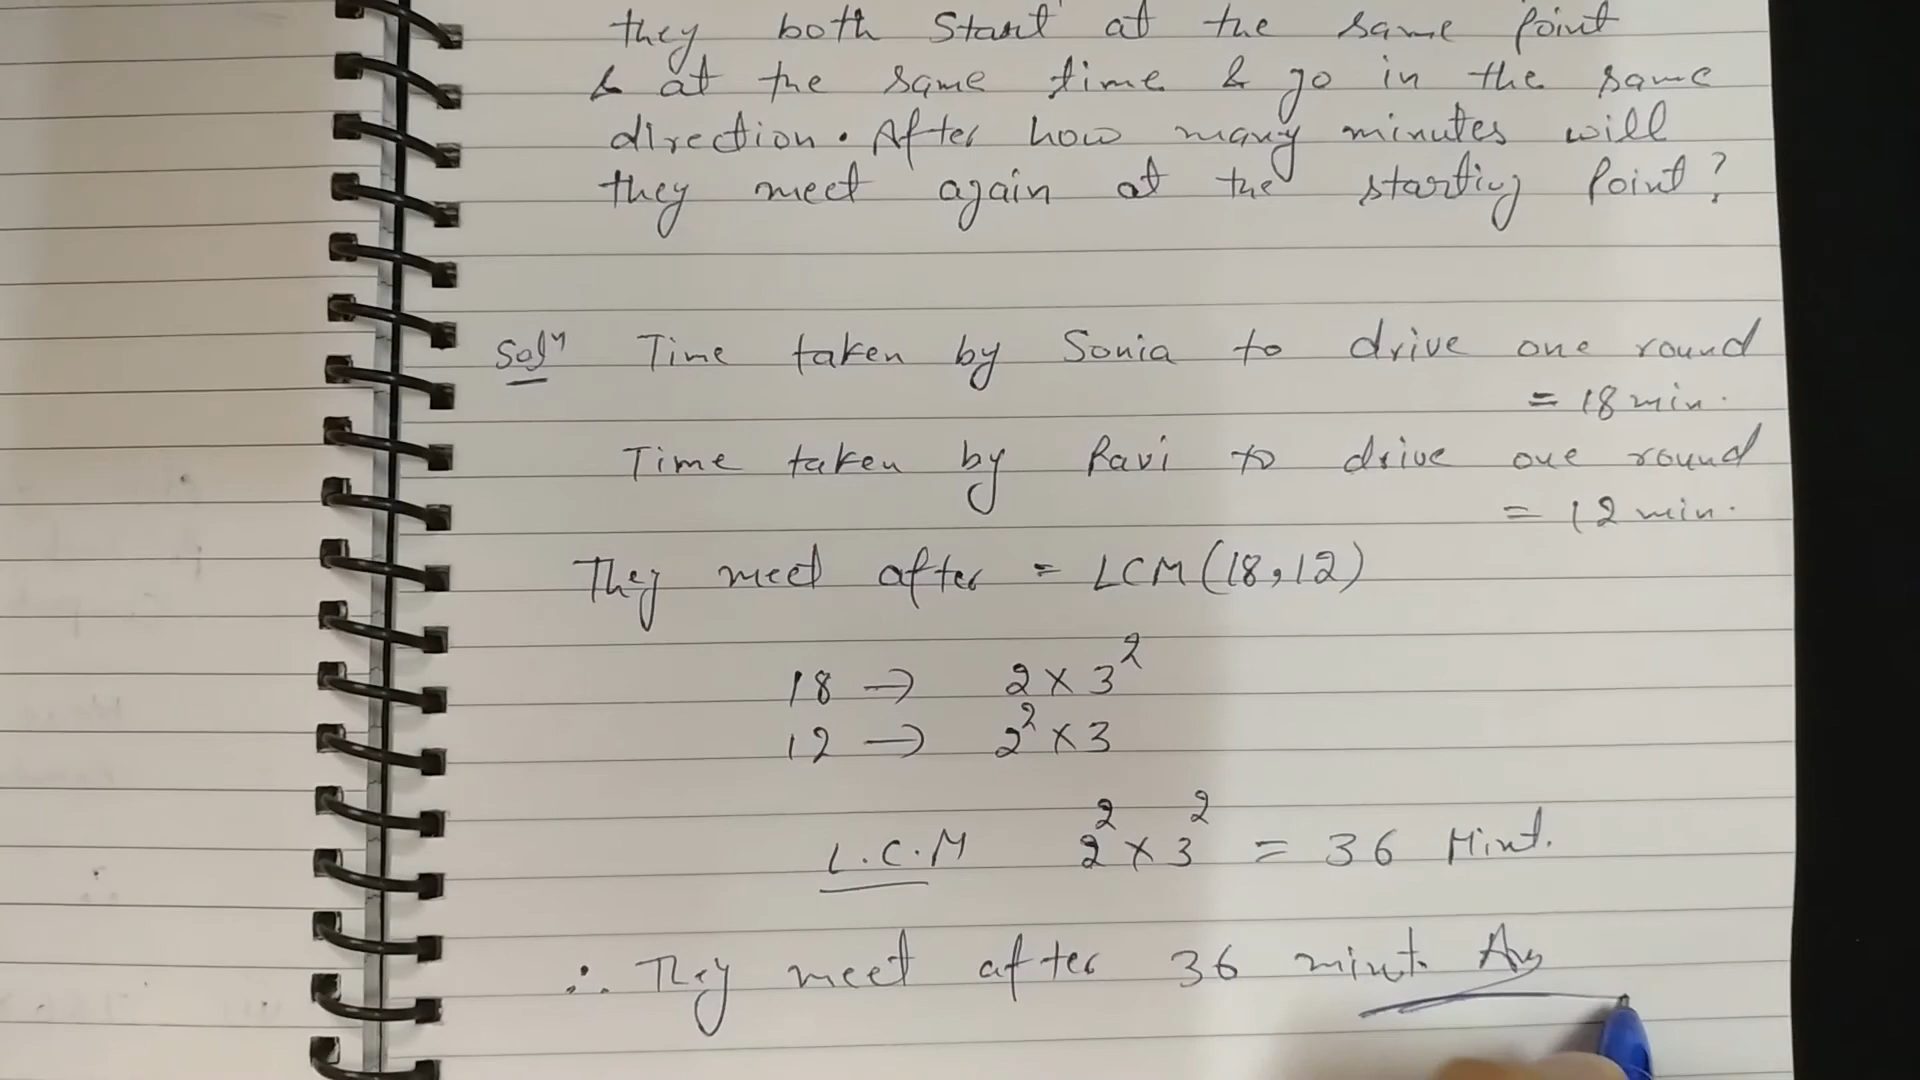 they both start at the same point
& at the same time & go in the same
direction. After how many minutes will
they meet again at the starting point?
Solⁿ Time taken by Sonia to drive one round
= 18 min.
Time taken by Ravi to drive one round
= 12 min.
They meet after = LCM(18,12)
18 → 2 × 3²
12 → 2² × 3
L.C.M 2² × 3² = 36 Mint.
∴ They meet after 36 mint. Ans